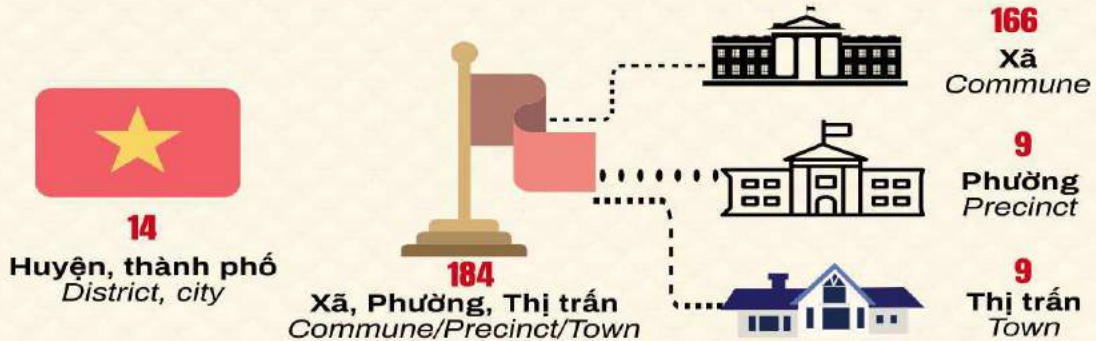 14
Huyện, thành phố
District, city
184
Xã, Phường, Thị trấn
Commune/Precinct/Town
166
Xã
Commune
9
Phường
Precinct
9
Thị trấn
Town